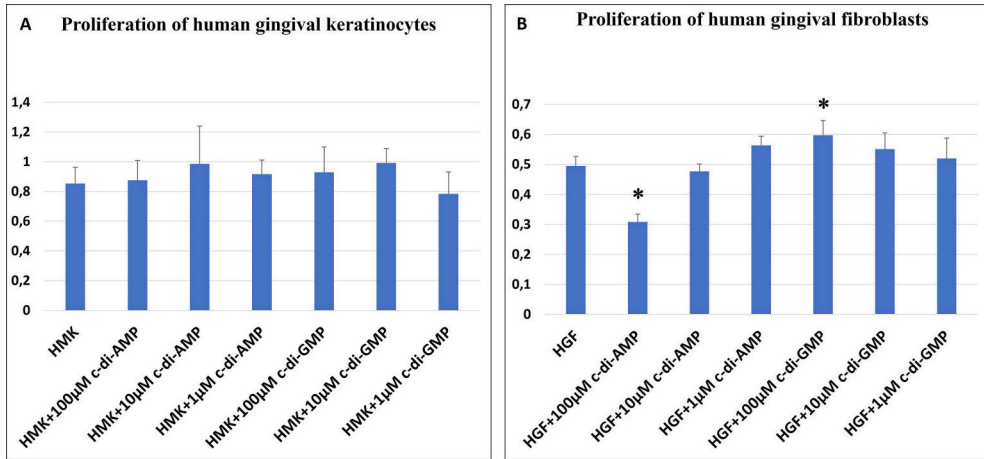 A
Proliferation of human gingival keratinocytes
1,4
1,2
1
0,8
0,6
0,4
0,2
0
HMK
HMK+100µM c-di-AMP
HMK+10µM c-di-AMP
HMK+1µM c-di-AMP
HMK+100µM c-di-GMP
HMK+10µM c-di-GMP
HMK+1µM c-di-GMP
B
Proliferation of human gingival fibroblasts
0,7
0,6
0,5
0,4
0,3
0,2
0,1
0
*
*
HGF
HGF+100µM c-di-AMP
HGF+10µM c-di-AMP
HGF+1µM c-di-AMP
HGF+100µM c-di-GMP
HGF+10µM c-di-GMP
HGF+1µM c-di-GMP